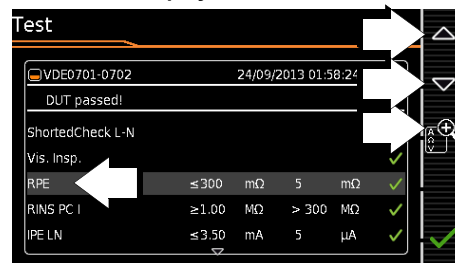 Test
VDE0701-0702 24/09/2013 01:58:24
DUT passed!
ShortedCheck L-N
Vis. Insp.
RPE ≤300 mΩ 5 mΩ
RINS PC I ≥1.00 MΩ > 300 MΩ
IPE LN ≤3.50 mA 5 µA